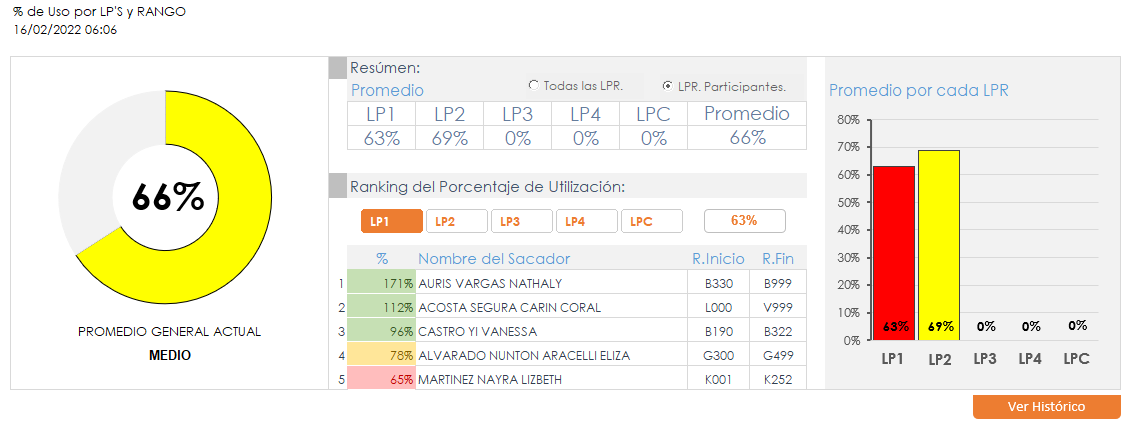 % de Uso por LP'S y RANGO
16/02/2022 06:06
66%
PROMEDIO GENERAL ACTUAL
MEDIO
Resúmen:
Promedio
Todas las LPR.
LPR. Participantes.
LP1 LP2 LP3 LP4 LPC Promedio
63% 69% 0% 0% 0% 66%
Ranking del Porcentaje de Utilización:
LP1 LP2 LP3 LP4 LPC 63%
% Nombre del Sacador R.Inicio R.Fin
1 171% AURIS VARGAS NATHALY B330 B999
2 112% ACOSTA SEGURA CARIN CORAL L000 V999
3 96% CASTRO YI VANESSA B190 B322
4 78% ALVARADO NUNTON ARACELLI ELIZA G300 G499
5 65% MARTINEZ NAYRA LIZBETH K001 K252
Promedio por cada LPR
80%
70%
60%
50%
40%
30%
20%
10%
0%
63% 69% 0% 0% 0%
LP1 LP2 LP3 LP4 LPC
Ver Histórico